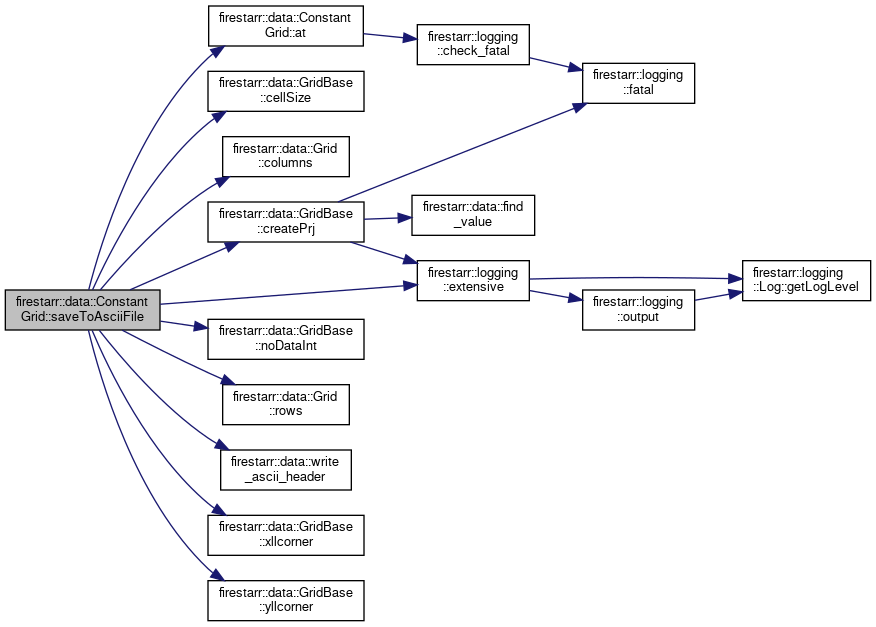 firestarr::data::Constant
Grid::saveToAsciiFile
firestarr::data::Constant
Grid::at
firestarr::data::GridBase
::cellSize
firestarr::data::Grid
::columns
firestarr::data::GridBase
::createPrj
firestarr::data::GridBase
::noDataInt
firestarr::data::Grid
::rows
firestarr::data::write
_ascii_header
firestarr::data::GridBase
::xllcorner
firestarr::data::GridBase
::yllcorner
firestarr::logging
::check_fatal
firestarr::data::find
_value
firestarr::logging
::extensive
firestarr::logging
::fatal
firestarr::logging
::output
firestarr::logging
::Log::getLogLevel